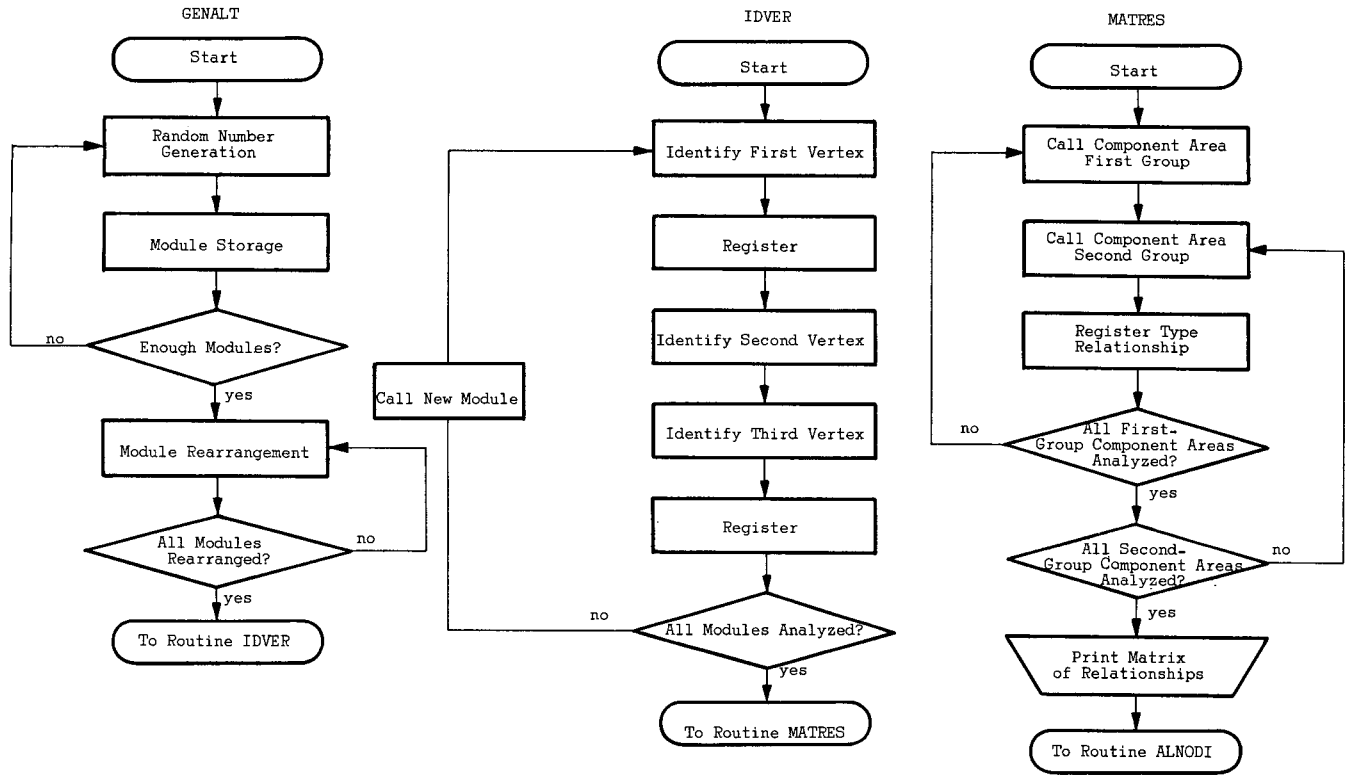 GENALT
Start
Random Number
Generation
Module Storage
Enough Modules?
no
yes
Module Rearrangement
All Modules
Rearranged?
no
yes
To Routine IDVER
IDVER
Start
Identify First Vertex
Register
Identify Second Vertex
Call New Module
Identify Third Vertex
Register
All Modules Analyzed?
no
yes
To Routine MATRES
MATRES
Start
Call Component Area
First Group
Call Component Area
Second Group
Register Type
Relationship
All First-
Group Component Areas
Analyzed?
no
yes
All Second-
Group Component Areas
Analyzed?
no
yes
Print Matrix
of Relationships
To Routine ALNODI